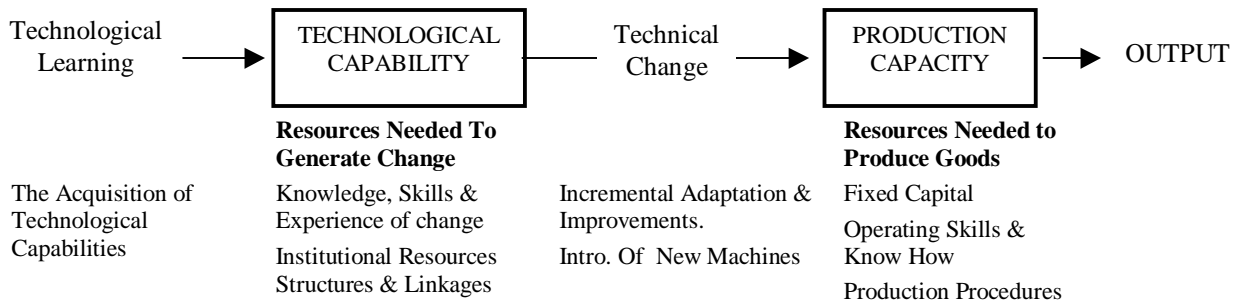 Technological
Learning
TECHNOLOGICAL
CAPABILITY
Technical
Change
PRODUCTION
CAPACITY
OUTPUT
The Acquisition of
Technological
Capabilities
Resources Needed To
Generate Change
Knowledge, Skills &
Experience of change
Institutional Resources
Structures & Linkages
Incremental Adaptation &
Improvements.
Intro. Of New Machines
Resources Needed to
Produce Goods
Fixed Capital
Operating Skills &
Know How
Production Procedures